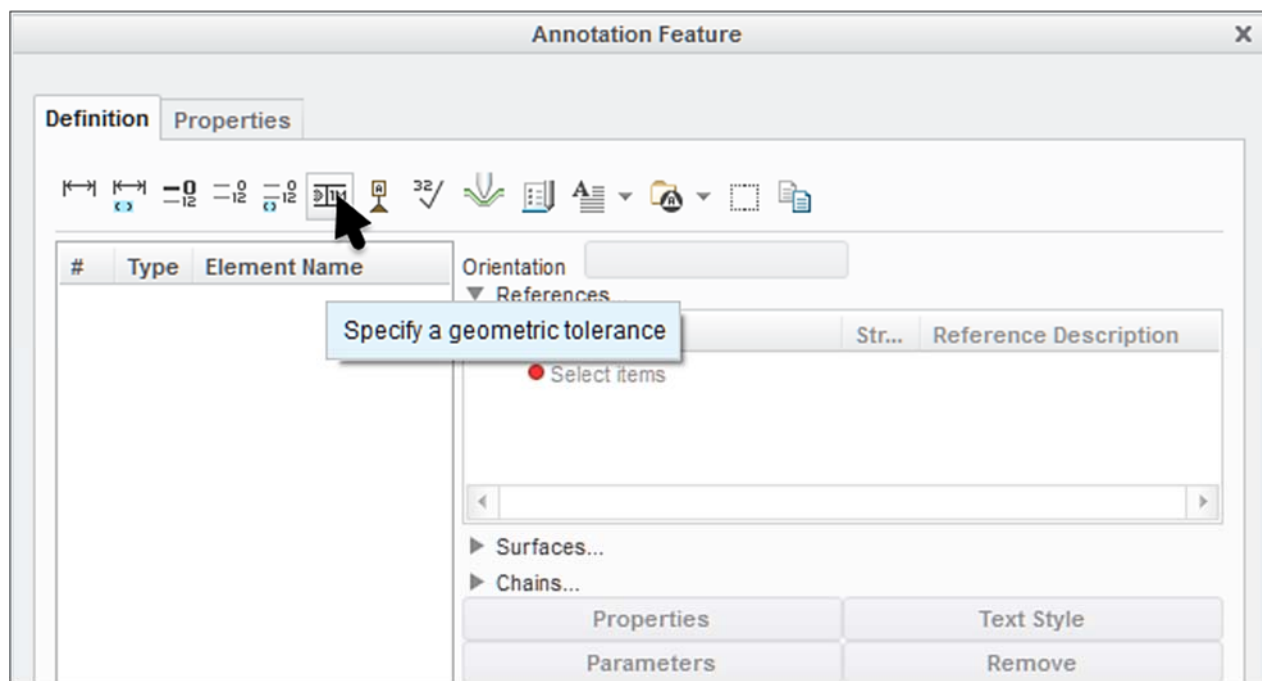 Annotation Feature
Definition Properties
# Type Element Name
Orientation
References...
Specify a geometric tolerance
Str... Reference Description
Select items
Surfaces...
Chains...
Properties Text Style
Parameters Remove